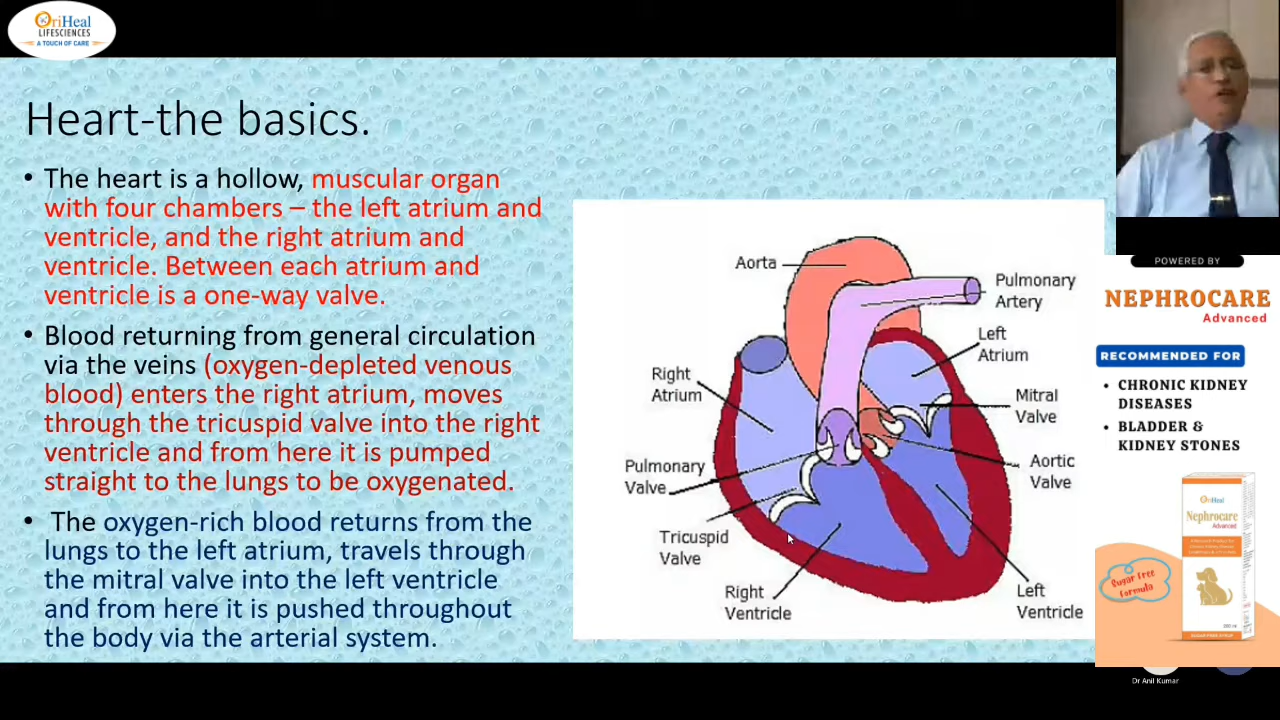 OriHeal
LIFESCIENCES
A TOUCH OF CARE
Heart-the basics.
• The heart is a hollow, muscular organ
with four chambers – the left atrium and
ventricle, and the right atrium and
ventricle. Between each atrium and
ventricle is a one-way valve.
• Blood returning from general circulation
via the veins (oxygen-depleted venous
blood) enters the right atrium, moves
through the tricuspid valve into the right
ventricle and from here it is pumped
straight to the lungs to be oxygenated.
• The oxygen-rich blood returns from the
lungs to the left atrium, travels through
the mitral valve into the left ventricle
and from here it is pushed throughout
the body via the arterial system.
Aorta
Pulmonary
Artery
Left
Atrium
Right
Atrium
Mitral
Valve
Pulmonary
Valve
Aortic
Valve
Tricuspid
Valve
Right
Ventricle
Left
Ventricle
POWERED BY
NEPHROCARE
Advanced
RECOMMENDED FOR
• CHRONIC KIDNEY
DISEASES
• BLADDER &
KIDNEY STONES
Sugar Free
Formula
OriHeal
Nephrocare
Advanced
Dr Anil Kumar